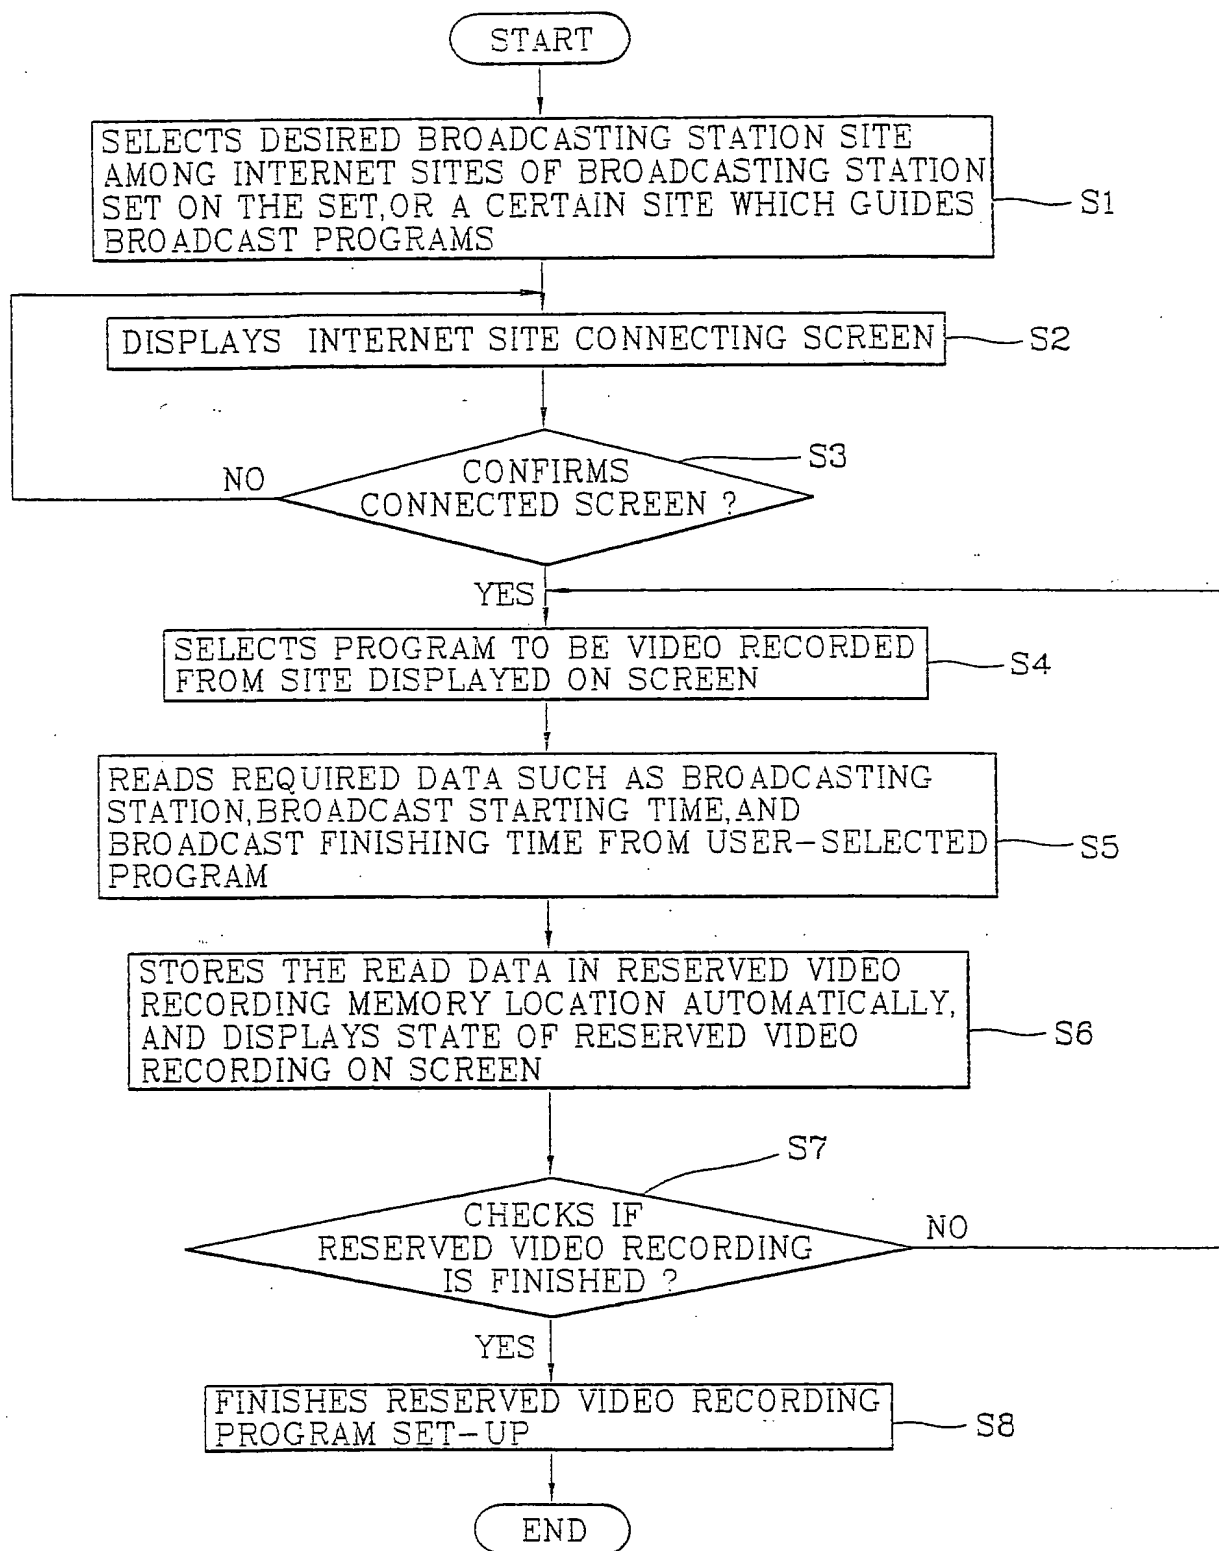 START
SELECTS DESIRED BROADCASTING STATION SITE
AMONG INTERNET SITES OF BROADCASTING STATION
SET ON THE SET,OR A CERTAIN SITE WHICH GUIDES
BROADCAST PROGRAMS
S1
DISPLAYS INTERNET SITE CONNECTING SCREEN
S2
CONFIRMS
CONNECTED SCREEN ?
S3
NO
YES
SELECTS PROGRAM TO BE VIDEO RECORDED
FROM SITE DISPLAYED ON SCREEN
S4
READS REQUIRED DATA SUCH AS BROADCASTING
STATION,BROADCAST STARTING TIME,AND
BROADCAST FINISHING TIME FROM USER-SELECTED
PROGRAM
S5
STORES THE READ DATA IN RESERVED VIDEO
RECORDING MEMORY LOCATION AUTOMATICALLY,
AND DISPLAYS STATE OF RESERVED VIDEO
RECORDING ON SCREEN
S6
S7
CHECKS IF
RESERVED VIDEO RECORDING
IS FINISHED ?
NO
YES
FINISHES RESERVED VIDEO RECORDING
PROGRAM SET-UP
S8
END